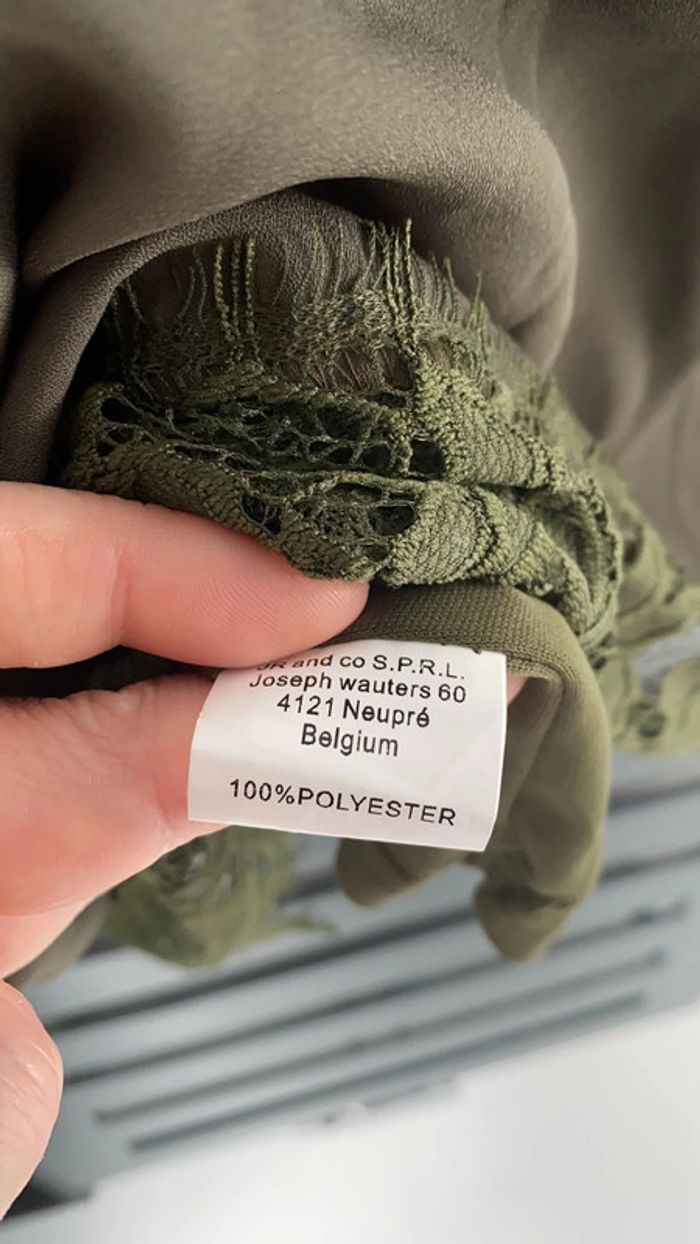 and co S.P.R.L.
Joseph wauters 60
4121 Neupré
Belgium
100%POLYESTER